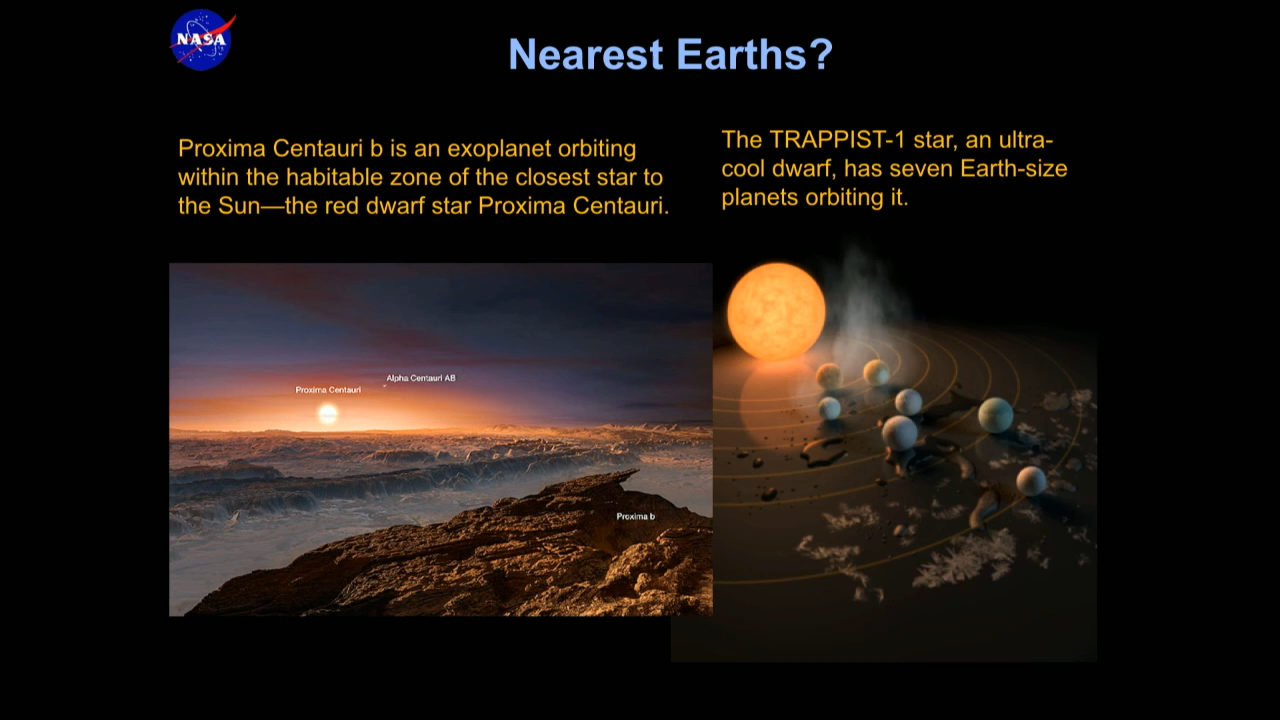 NASA
Nearest Earths?
Proxima Centauri b is an exoplanet orbiting
within the habitable zone of the closest star to
the Sun—the red dwarf star Proxima Centauri.
The TRAPPIST-1 star, an ultra-
cool dwarf, has seven Earth-size
planets orbiting it.
Alpha Centauri AB
Proxima Centauri
Proxima b